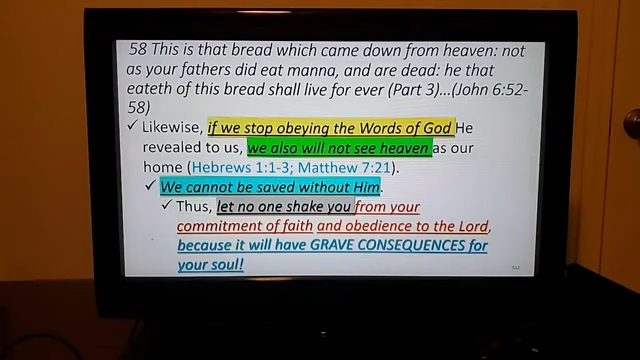 58 This is that bread which came down from heaven: not
as your fathers did eat manna, and are dead: he that
eateth of this bread shall live for ever (Part 3)...(John 6:52-
58)
✓ Likewise, if we stop obeying the Words of God He
revealed to us, we also will not see heaven as our
home (Hebrews 1:1-3; Matthew 7:21).
✓ We cannot be saved without Him.
✓ Thus, let no one shake you from your
commitment of faith and obedience to the Lord,
because it will have GRAVE CONSEQUENCES for
your soul!